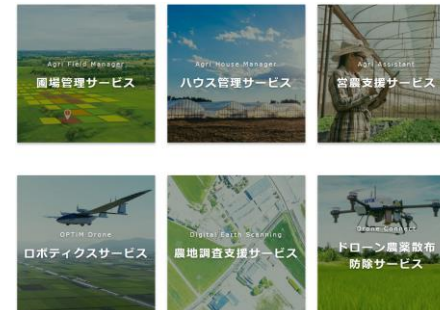 Agri Field Manager
圃場管理サービス
Agri House Manager
ハウス管理サービス
Agri Assistant
営農支援サービス
OPTiM Drone
ロボティクスサービス
Digital Earth Scanning
農地調査支援サービス
Drone Connect
ドローン農薬散布
防除サービス